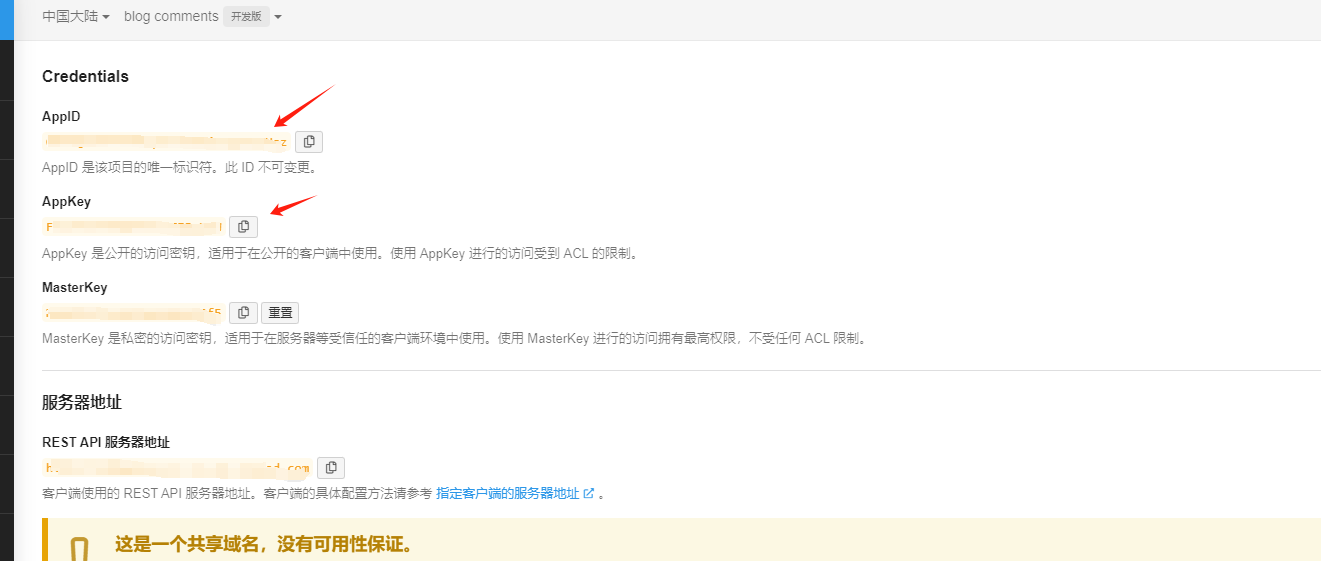 中国大陆 blog comments 开发版
Credentials
AppID
AppID 是该项目的唯一标识符。此 ID 不可变更。
AppKey
AppKey 是公开的访问密钥，适用于在公开的客户端中使用。使用 AppKey 进行的访问受到 ACL 的限制。
MasterKey
重置
MasterKey 是私密的访问密钥，适用于在服务器等受信任的客户端环境中使用。使用 MasterKey 进行的访问拥有最高权限，不受任何 ACL 限制。
服务器地址
REST API 服务器地址
客户端使用的 REST API 服务器地址。客户端的具体配置方法请参考 指定客户端的服务器地址 。
这是一个共享域名，没有可用性保证。